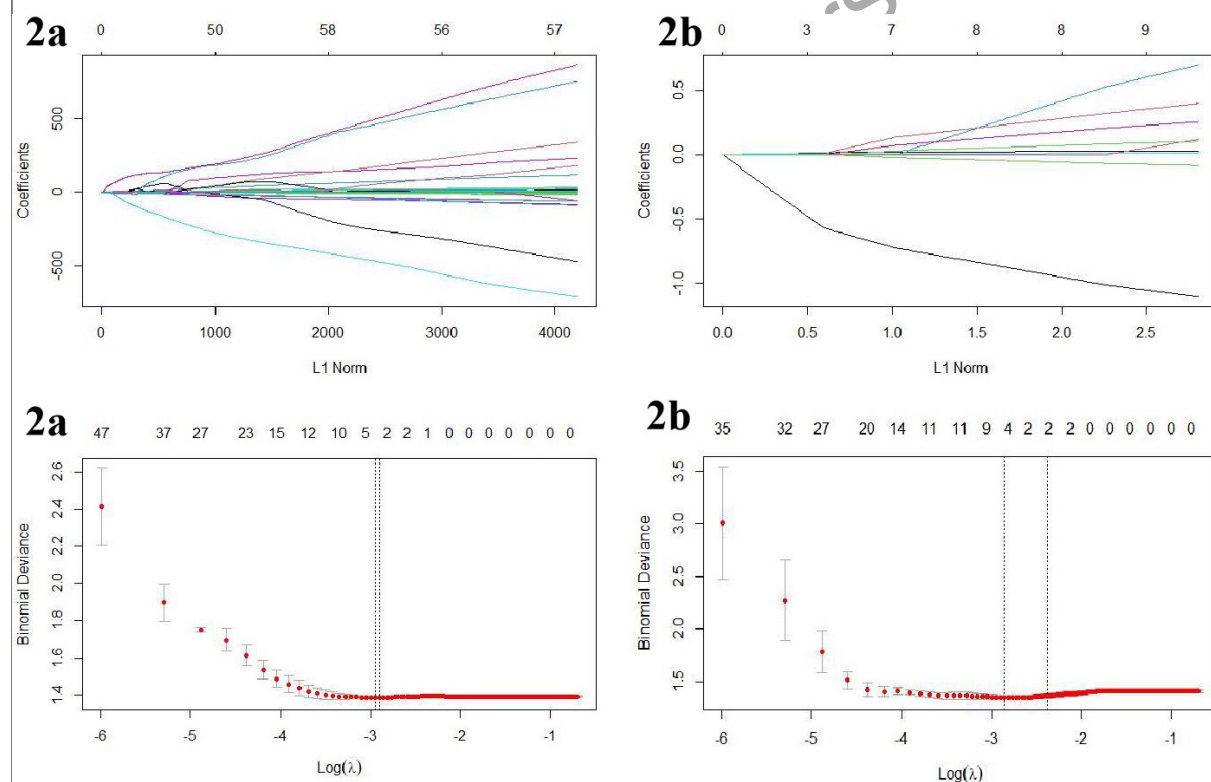 2a
0 50 58 56 57
500
0
-500
Coefficients
0 1000 2000 3000 4000
L1 Norm
2b
0 3 7 8 8 9
0.5
0.0
-0.5
-1.0
Coefficients
0.0 0.5 1.0 1.5 2.0 2.5
L1 Norm
2a
47 37 27 23 15 12 10 5 2 2 1 0 0 0 0 0 0 0
2.6
2.4
2.2
2.0
1.8
1.6
1.4
Binomial Deviance
-6 -5 -4 -3 -2 -1
Log(λ)
2b
35 32 27 20 14 11 11 9 4 2 2 2 0 0 0 0 0 0
3.5
3.0
2.5
2.0
1.5
Binomial Deviance
-6 -5 -4 -3 -2 -1
Log(λ)